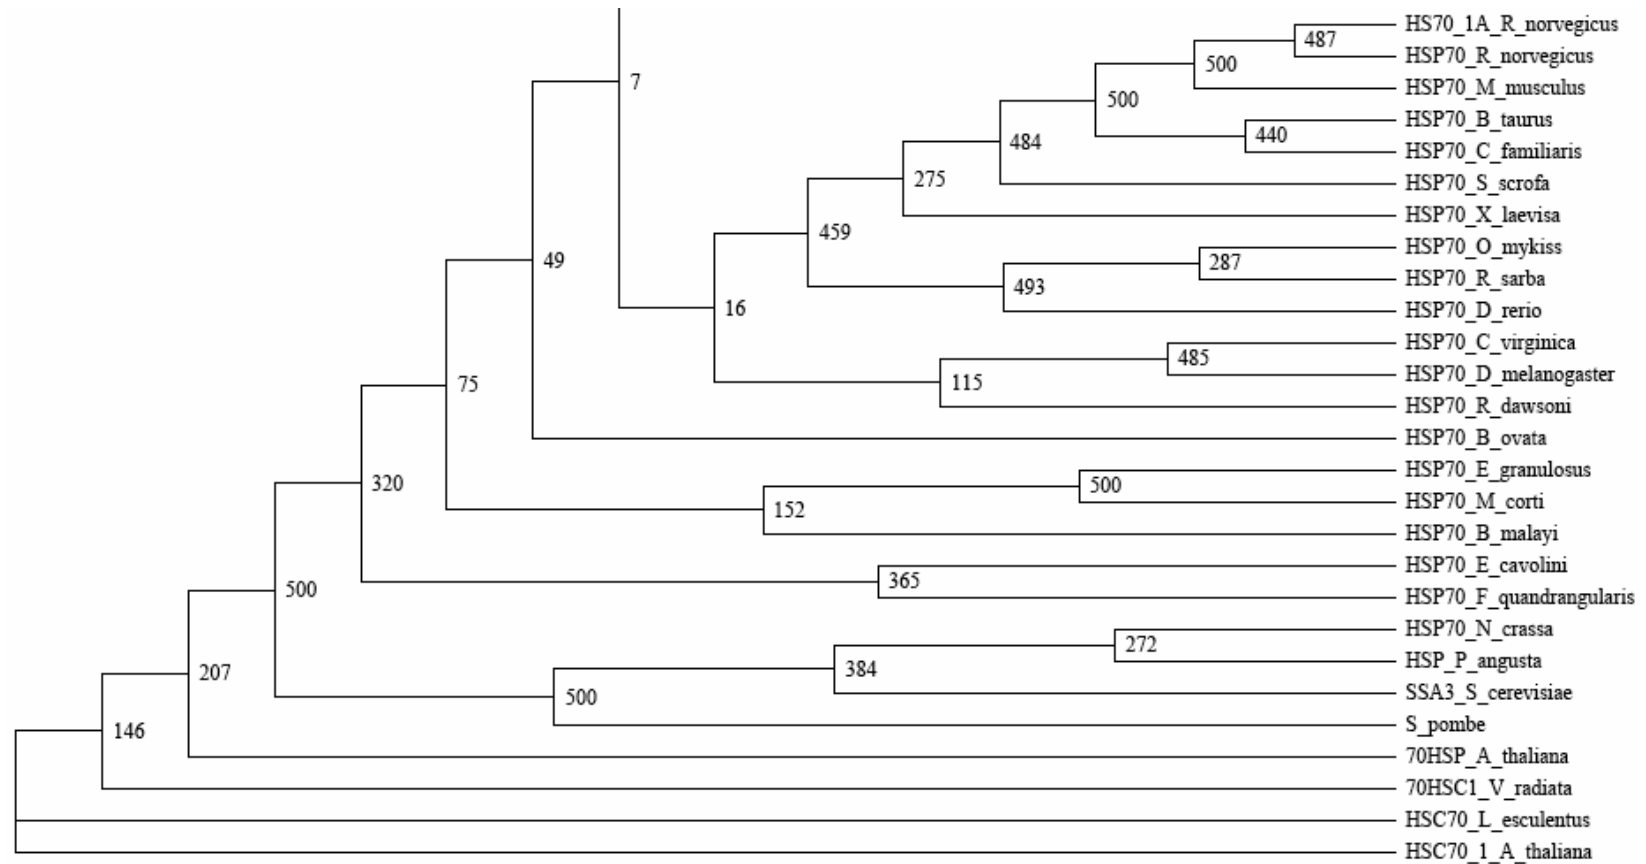 HS70_1A_R_norvegicus
487
HSP70_R_norvegicus
500
7
HSP70_M_musculus
500
HSP70_B_taurus
440
484
HSP70_C_familiaris
275
HSP70_S_scrofa
HSP70_X_laevisa
459
HSP70_O_mykiss
49
287
HSP70_R_sarba
493
16
HSP70_D_rerio
HSP70_C_virginica
485
HSP70_D_melanogaster
75
115
HSP70_R_dawsoni
HSP70_B_ovata
HSP70_E_granulosus
320
500
HSP70_M_corti
152
HSP70_B_malayi
HSP70_E_cavolini
365
500
HSP70_F_quandrangularis
HSP70_N_crassa
272
HSP_P_angusta
207
384
SSA3_S_cerevisiae
500
S_pombe
146
70HSP_A_thaliana
70HSC1_V_radiata
HSC70_L_esculentus
HSC70_1_A_thaliana